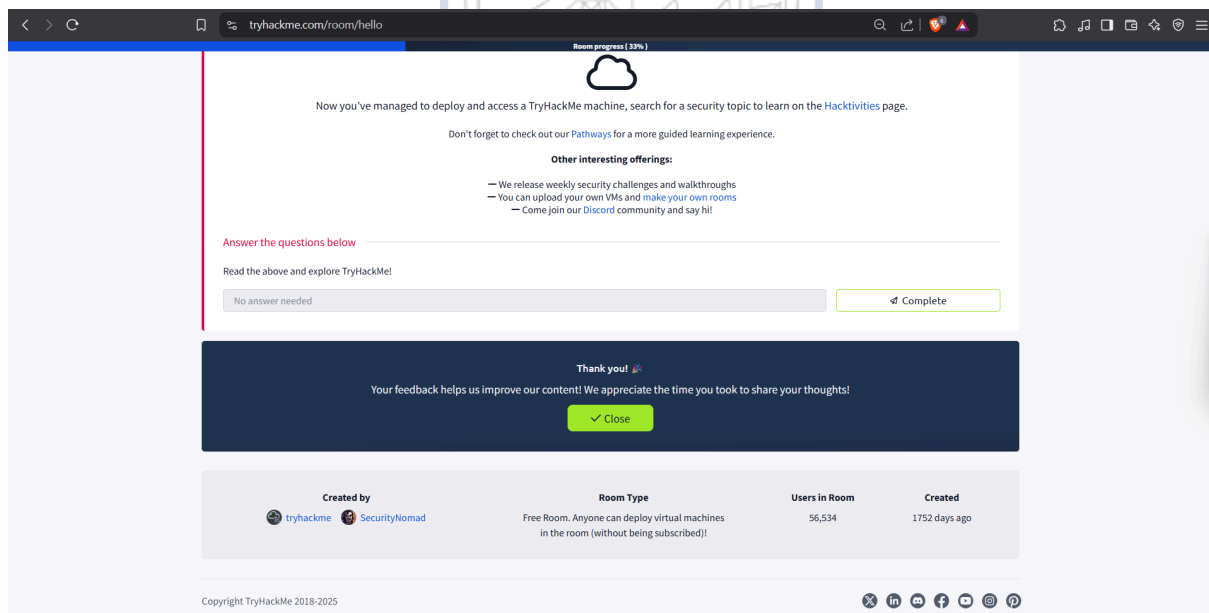 tryhackme.com/room/hello
6
Room progress ( 33% )
Now you've managed to deploy and access a TryHackMe machine, search for a security topic to learn on the Hacktivities page.
Don't forget to check out our Pathways for a more guided learning experience.
Other interesting offerings:
— We release weekly security challenges and walkthroughs
— You can upload your own VMs and make your own rooms
— Come join our Discord community and say hi!
Answer the questions below
Read the above and explore TryHackMe!
No answer needed
Complete
Thank you! 🎉
Your feedback helps us improve our content! We appreciate the time you took to share your thoughts!
✓ Close
Created by
Room Type
Users in Room
Created
tryhackme SecurityNomad
Free Room. Anyone can deploy virtual machines
in the room (without being subscribed)!
56,534
1752 days ago
Copyright TryHackMe 2018-2025